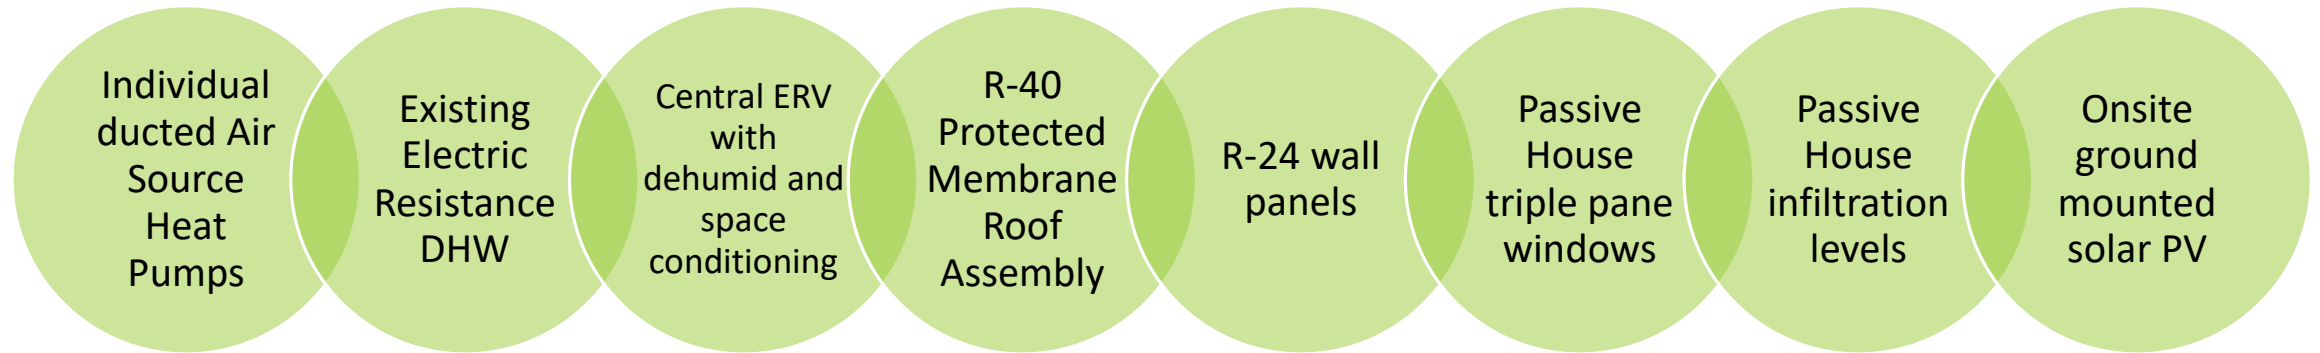 Individual
ducted Air
Source
Heat
Pumps
Existing
Electric
Resistance
DHW
Central ERV
with
dehumid and
space
conditioning
R-40
Protected
Membrane
Roof
Assembly
R-24 wall
panels
Passive
House
triple pane
windows
Passive
House
infiltration
levels
Onsite
ground
mounted
solar PV